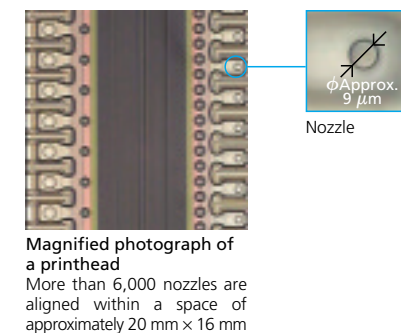 ϕApprox.
9 μm
Nozzle
Magnified photograph of
a printhead
More than 6,000 nozzles are
aligned within a space of
approximately 20 mm × 16 mm